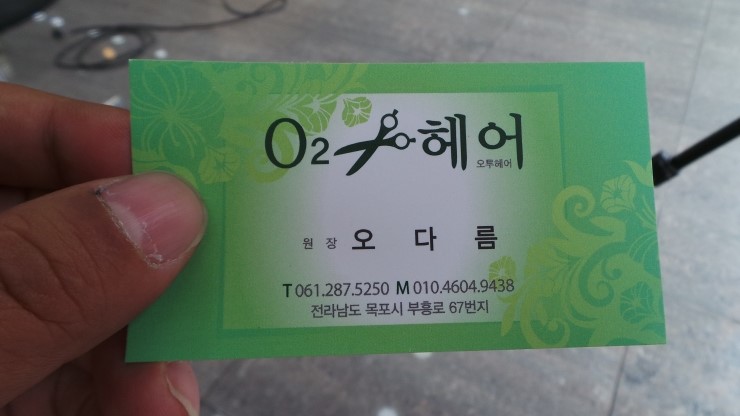 O2 헤어
오투헤어
원 장 오 다 름
T 061.287.5250 M 010.4604.9438
전라남도 목포시 부흥로 67번지